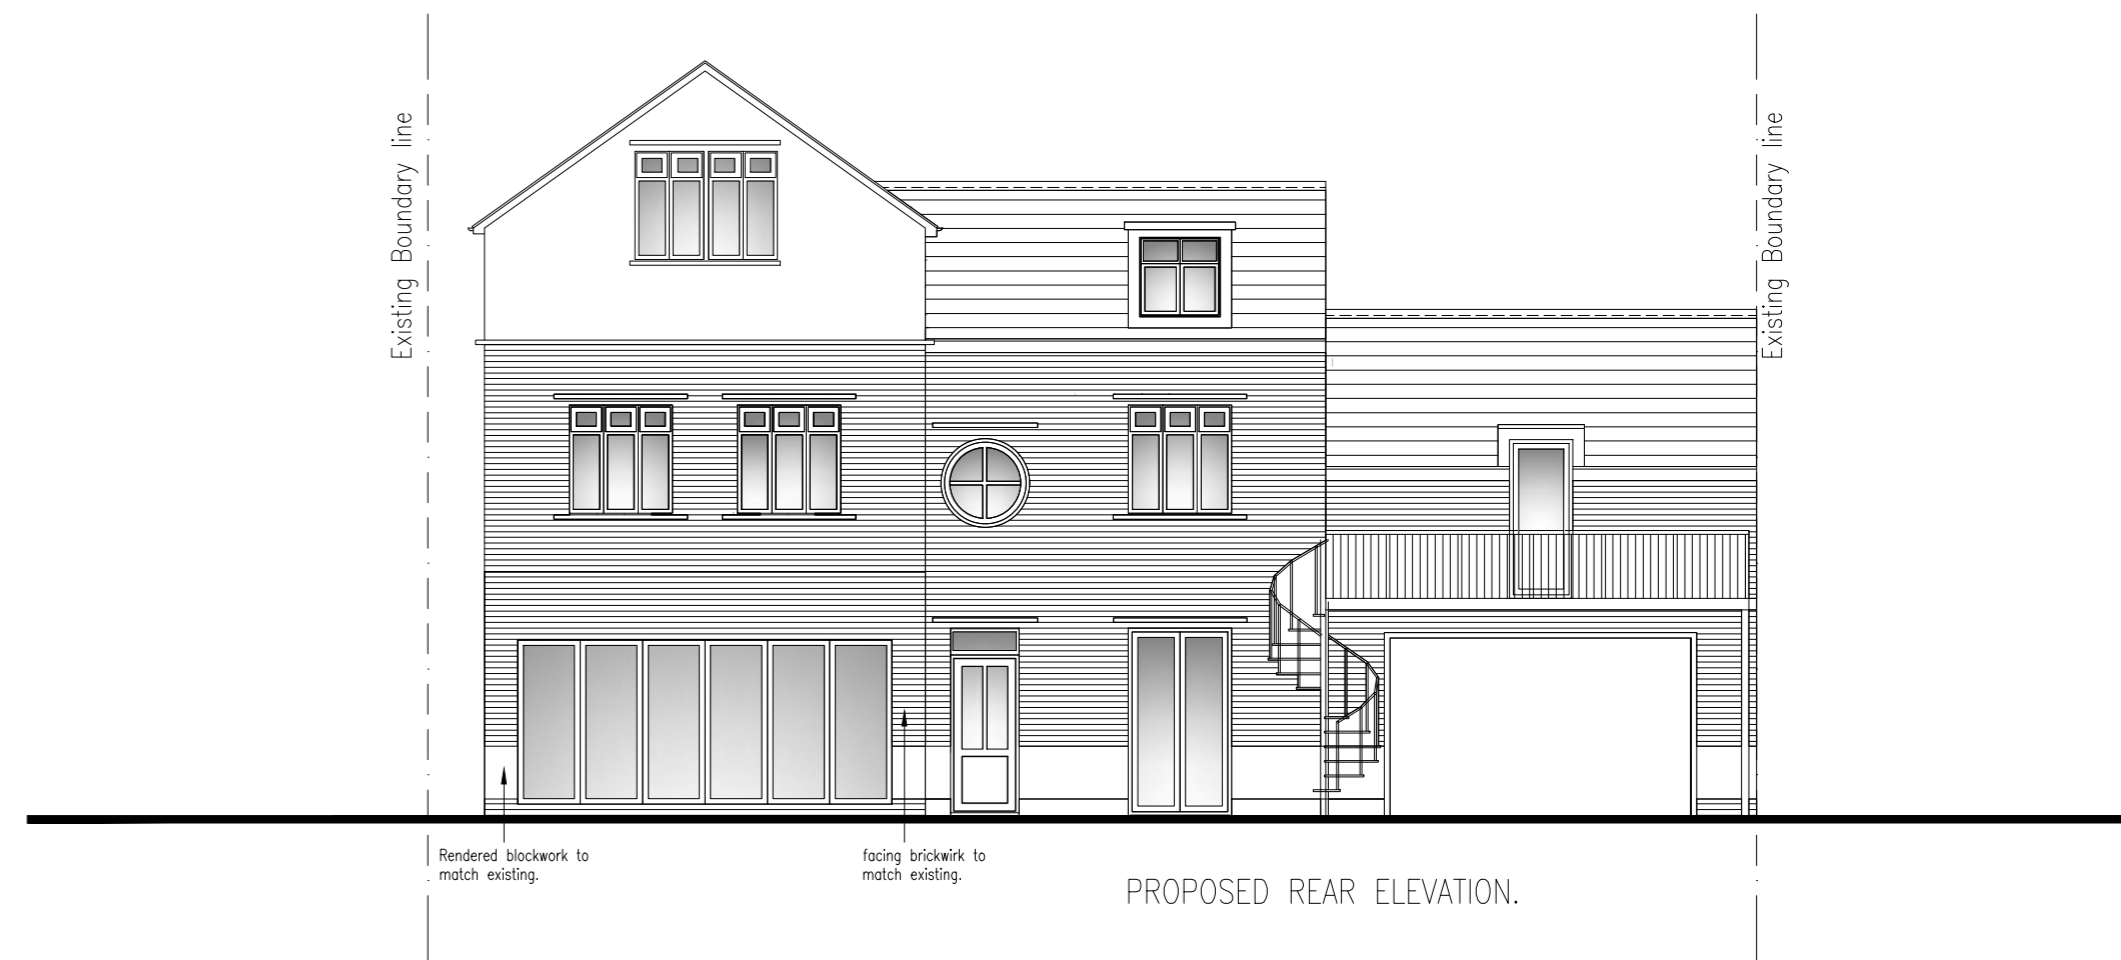 Existing Boundary line
Existing Boundary line
Rendered blockwork to
match existing.
facing brickwirk to
match existing.
PROPOSED REAR ELEVATION.